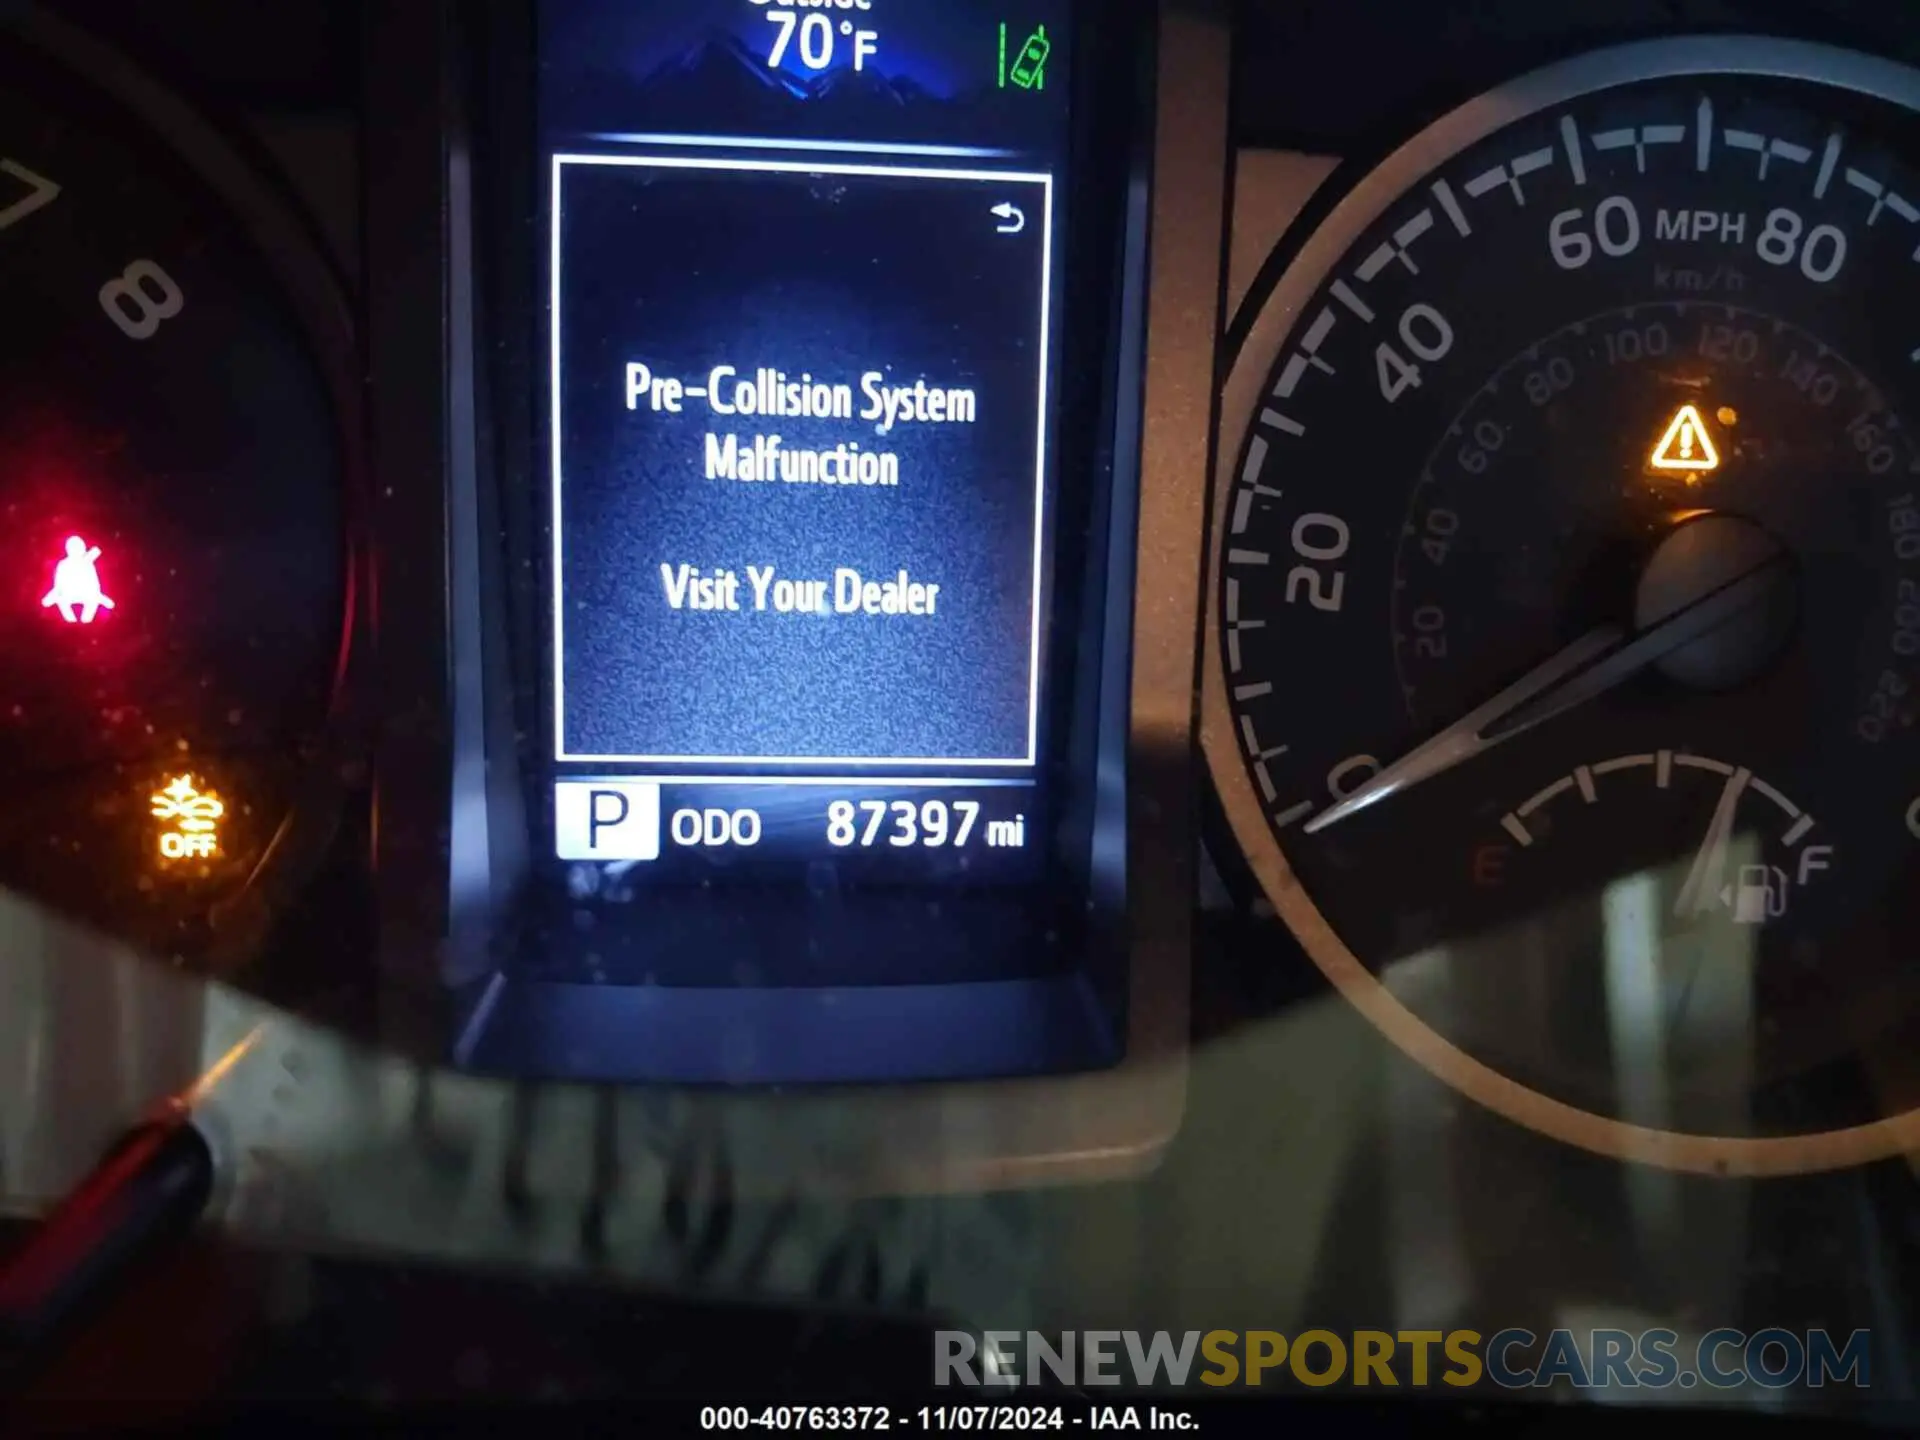 Outside
70°F
7
8
Pre-Collision System
Malfunction
Visit Your Dealer
P ODO 87397 mi
OFF
0 20 40 60 MPH 80
km/h
20 40 60 80 100 120 140 160 180 200 220
E F
RENEWSPORTSCARS.COM
000-40763372 - 11/07/2024 - IAA Inc.